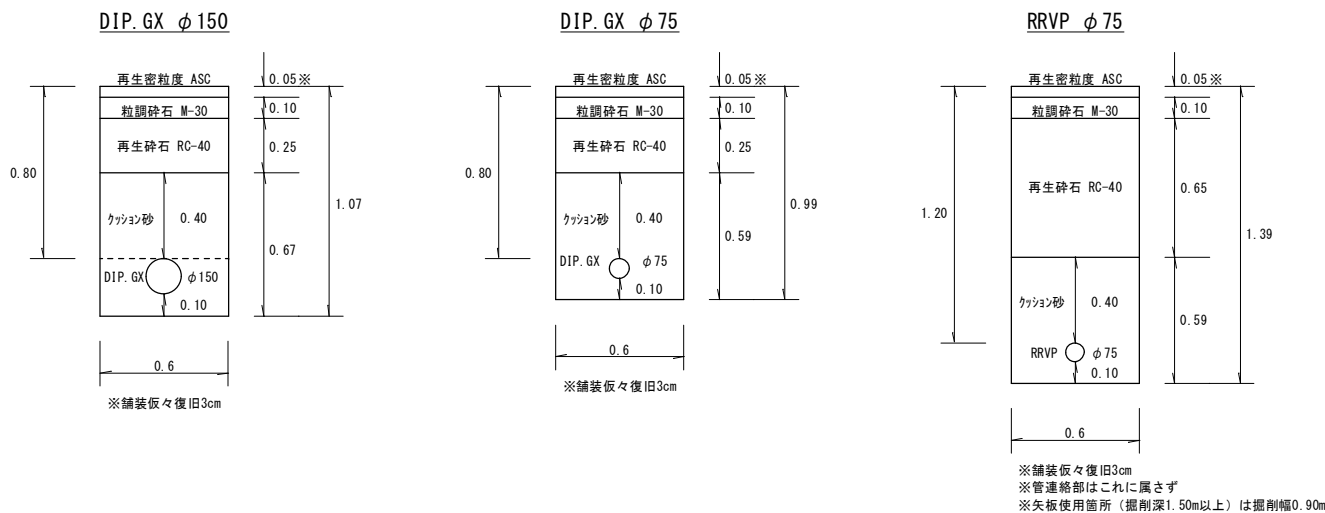 DIP.GX φ150
再生密粒度 ASC
0.05※
粒調砕石 M-30
0.10
再生砕石 RC-40
0.25
0.80
1.07
クッション砂
0.40
0.67
DIP.GX
φ150
0.10
0.6
※舗装仮々復旧3cm
DIP.GX φ75
再生密粒度 ASC
0.05※
粒調砕石 M-30
0.10
再生砕石 RC-40
0.25
0.80
0.99
クッション砂
0.40
0.59
DIP.GX
φ75
0.10
0.6
※舗装仮々復旧3cm
RRVP φ75
再生密粒度 ASC
0.05※
粒調砕石 M-30
0.10
再生砕石 RC-40
0.65
1.20
1.39
クッション砂
0.40
0.59
RRVP
φ75
0.10
0.6
※舗装仮々復旧3cm
※管連絡部はこれに属さず
※矢板使用箇所（掘削深1.50m以上）は掘削幅0.90m